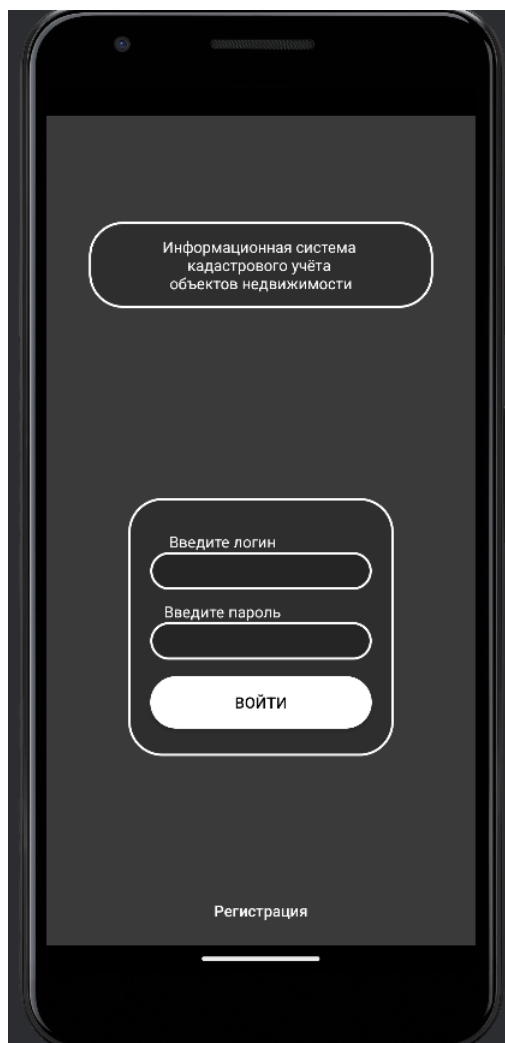 Информационная система
кадастрового учёта
объектов недвижимости
Введите логин
Введите пароль
ВОЙТИ
Регистрация